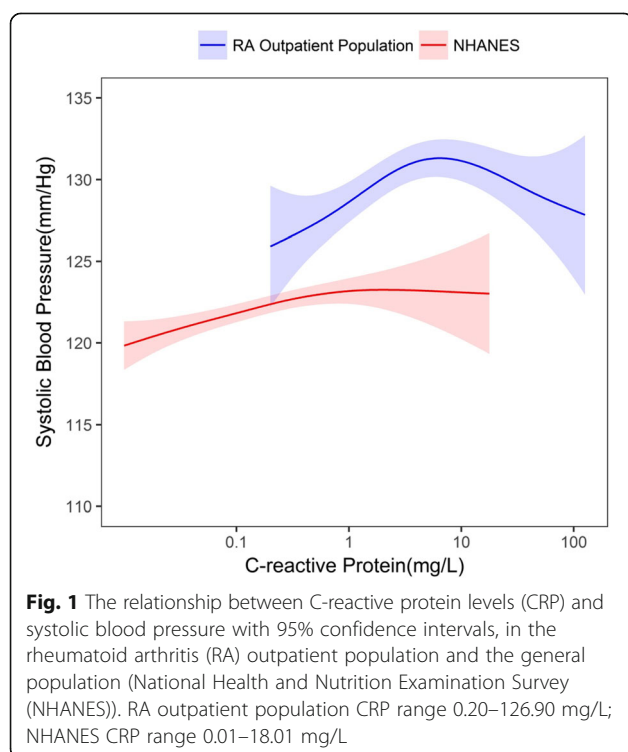 RA Outpatient Population NHANES
Systolic Blood Pressure(mm/Hg)
135
130
125
120
115
110
0.1 1 10 100
C-reactive Protein(mg/L)
Fig. 1 The relationship between C-reactive protein levels (CRP) and
systolic blood pressure with 95% confidence intervals, in the
rheumatoid arthritis (RA) outpatient population and the general
population (National Health and Nutrition Examination Survey
(NHANES)). RA outpatient population CRP range 0.20–126.90 mg/L;
NHANES CRP range 0.01–18.01 mg/L